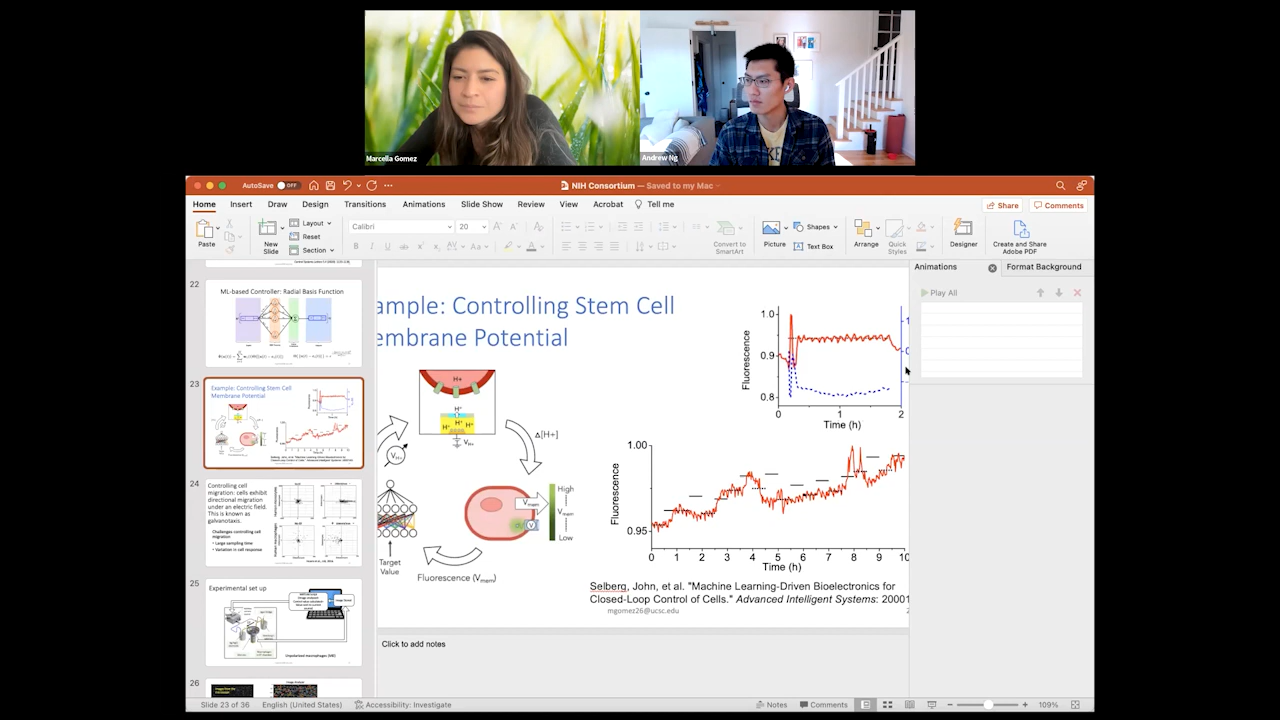 Marcella Gomez
Andrew Ng
AutoSave OFF
NIH Consortium — Saved to my Mac
Home Insert Draw Design Transitions Animations Slide Show Review View Acrobat Tell me
Share Comments
Paste
New Slide
Layout
Reset
Section
Calibri 20
Convert to SmartArt
Picture
Shapes
Text Box
Arrange
Quick Styles
Designer
Create and Share Adobe PDF
22
ML-based Controller: Radial Basis Function
23
Example: Controlling Stem Cell
Membrane Potential
24
Controlling cell
migration: cells exhibit
directional migration
under an electric field.
This is known as
galvanotaxis.
Challenges controlling cell
migration
• Large sampling time
• Variation in cell response
25
Experimental set up
Unpolarized macrophages (M0)
26
ample: Controlling Stem Cell
embrane Potential
H+
H+
H+ H+ H+
VH+
VH+
Δ[H+]
Vmem
High
Vmem
Low
Target
Value
Fluorescence (Vmem)
Fluorescence
1.0
0.9
0.8
0 1 2
Time (h)
Fluorescence
1.00
0.95
0 1 2 3 4 5 6 7 8 9 10
Time (h)
Selberg, John, et al. "Machine Learning-Driven Bioelectronics for
Closed-Loop Control of Cells." Advanced Intelligent Systems: 20001
mgomez26@ucsc.edu
Click to add notes
Animations
Format Background
Play All
Slide 23 of 36 English (United States) Accessibility: Investigate
Notes Comments 109%